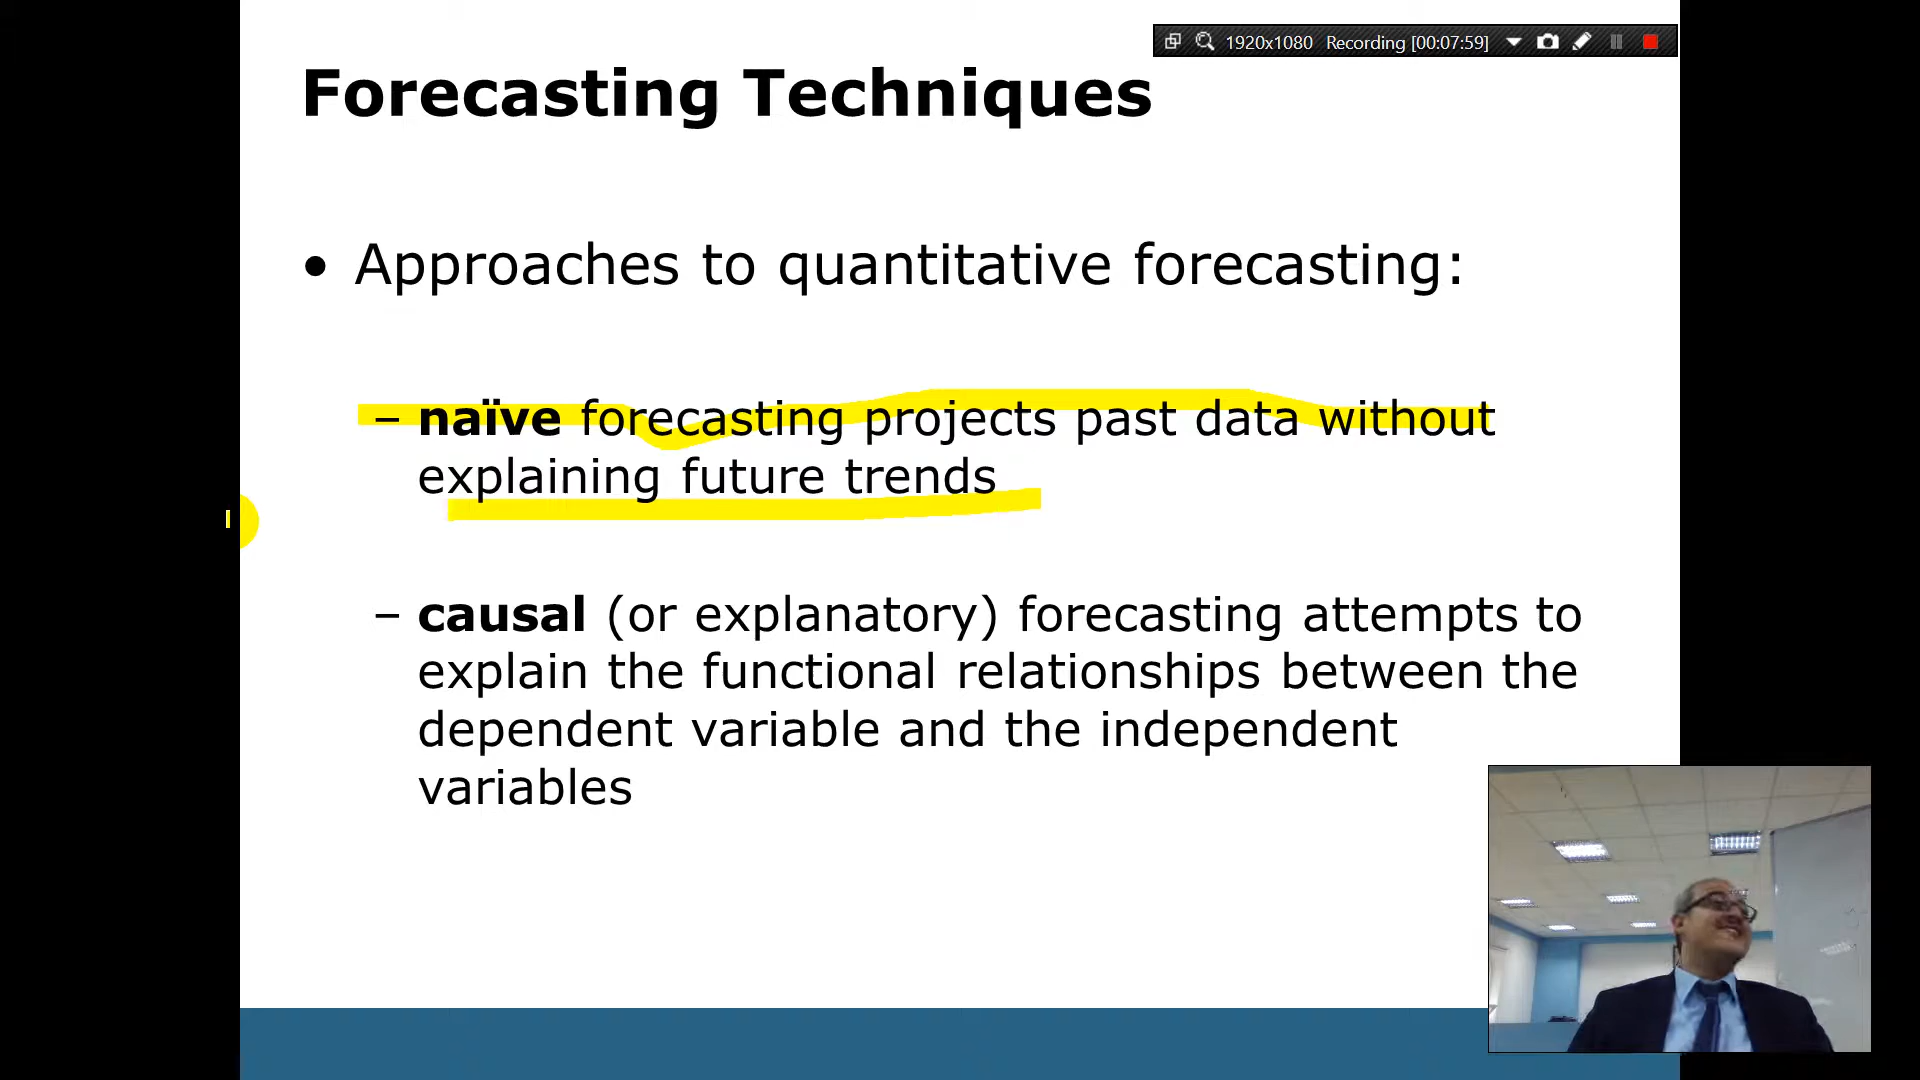 1920x1080 Recording [00:07:59]
Forecasting Techniques
• Approaches to quantitative forecasting:
– naïve forecasting projects past data without
explaining future trends
– causal (or explanatory) forecasting attempts to
explain the functional relationships between the
dependent variable and the independent
variables